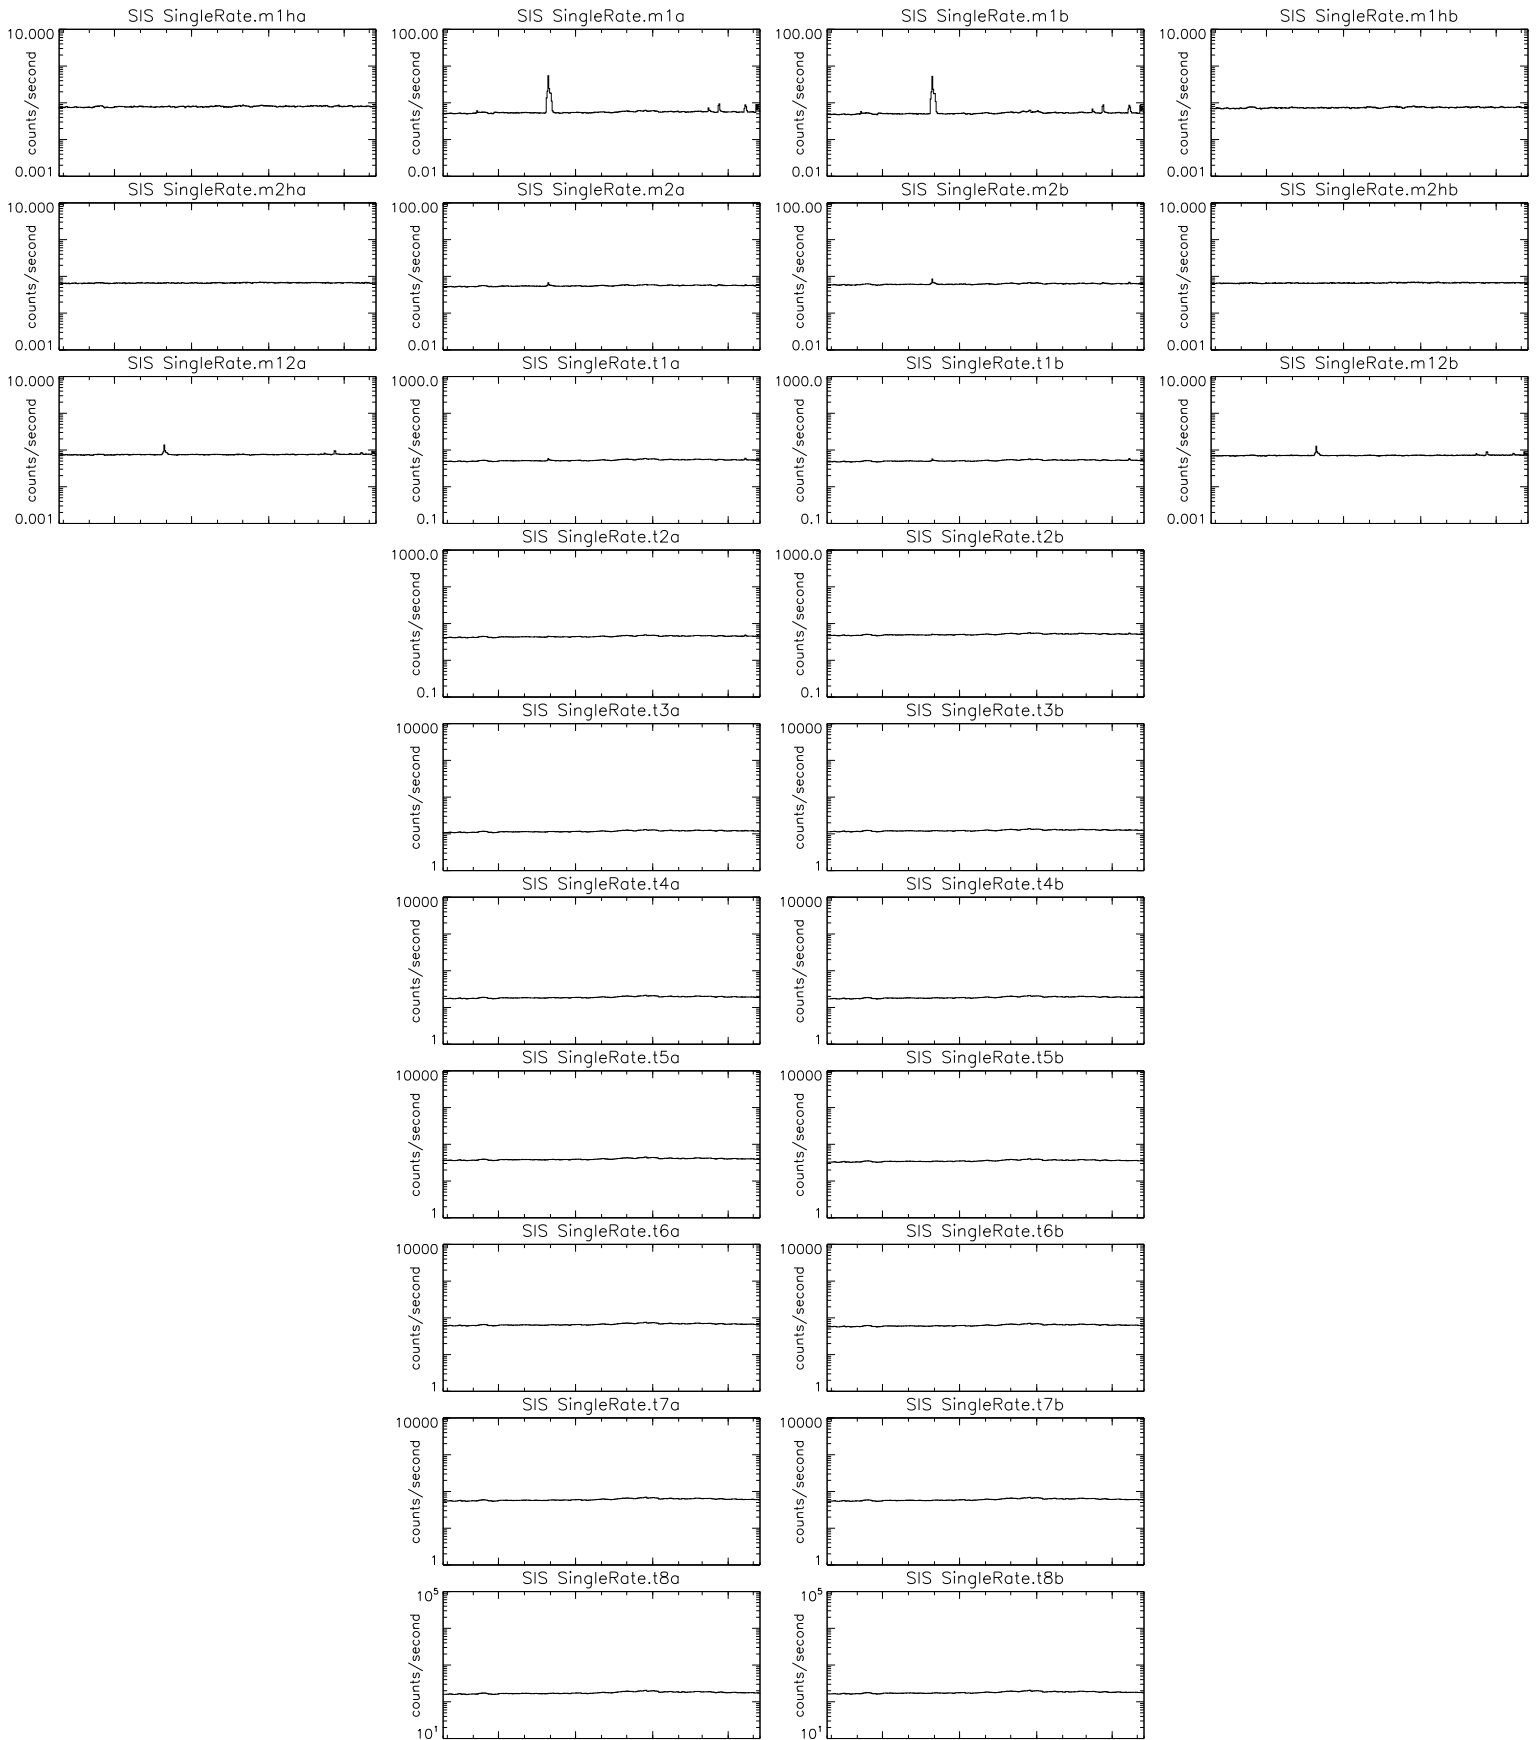 SIS SingleRate.m1ha
10.000
counts/second
0.001
SIS SingleRate.m1a
100.00
counts/second
0.01
SIS SingleRate.m1b
100.00
counts/second
0.01
SIS SingleRate.m1hb
10.000
counts/second
0.001
SIS SingleRate.m2ha
10.000
counts/second
0.001
SIS SingleRate.m2a
100.00
counts/second
0.01
SIS SingleRate.m2b
100.00
counts/second
0.01
SIS SingleRate.m2hb
10.000
counts/second
0.001
SIS SingleRate.m12a
10.000
counts/second
0.001
SIS SingleRate.t1a
1000.0
counts/second
0.1
SIS SingleRate.t1b
1000.0
counts/second
0.1
SIS SingleRate.m12b
10.000
counts/second
0.001
SIS SingleRate.t2a
1000.0
counts/second
0.1
SIS SingleRate.t2b
1000.0
counts/second
0.1
SIS SingleRate.t3a
10000
counts/second
1
SIS SingleRate.t3b
10000
counts/second
1
SIS SingleRate.t4a
10000
counts/second
1
SIS SingleRate.t4b
10000
counts/second
1
SIS SingleRate.t5a
10000
counts/second
1
SIS SingleRate.t5b
10000
counts/second
1
SIS SingleRate.t6a
10000
counts/second
1
SIS SingleRate.t6b
10000
counts/second
1
SIS SingleRate.t7a
10000
counts/second
1
SIS SingleRate.t7b
10000
counts/second
1
SIS SingleRate.t8a
10⁵
counts/second
10¹
SIS SingleRate.t8b
10⁵
counts/second
10¹